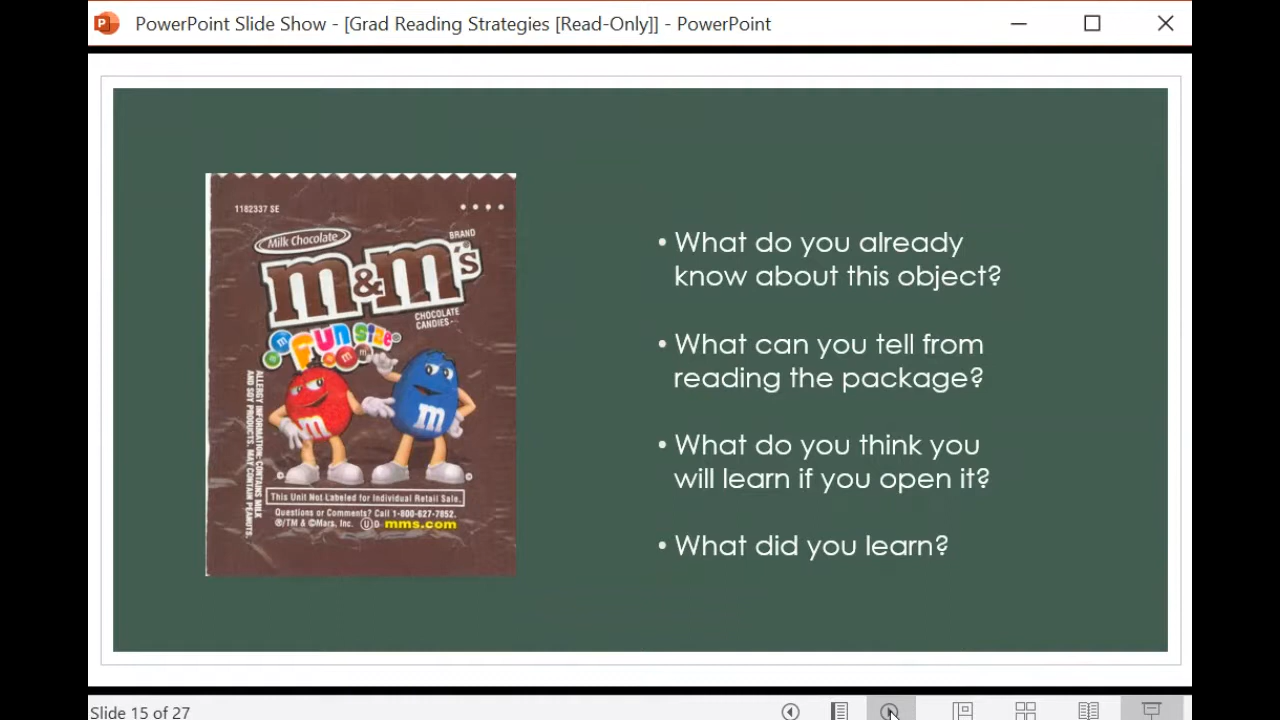 PowerPoint Slide Show - [Grad Reading Strategies [Read-Only]] - PowerPoint
1182337 SE
Milk Chocolate
BRAND
m&m's
CHOCOLATE
CANDIES
Fun Size
m
m
ALLERGY INFORMATION: CONTAINS MILK
AND SOY PRODUCTS. MAY CONTAIN PEANUTS.
This Unit Not Labeled for Individual Retail Sale.
Questions or Comments? Call 1-800-627-7852.
®/TM & ©Mars, Inc. mms.com
• What do you already
know about this object?
• What can you tell from
reading the package?
• What do you think you
will learn if you open it?
• What did you learn?
Slide 15 of 27